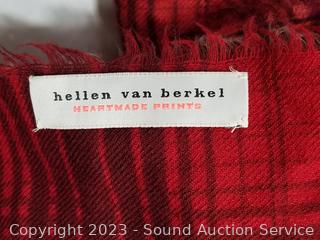 hellen van berkel
HEARTMADE PRINTS
Copyright 2023 - Sound Auction Service